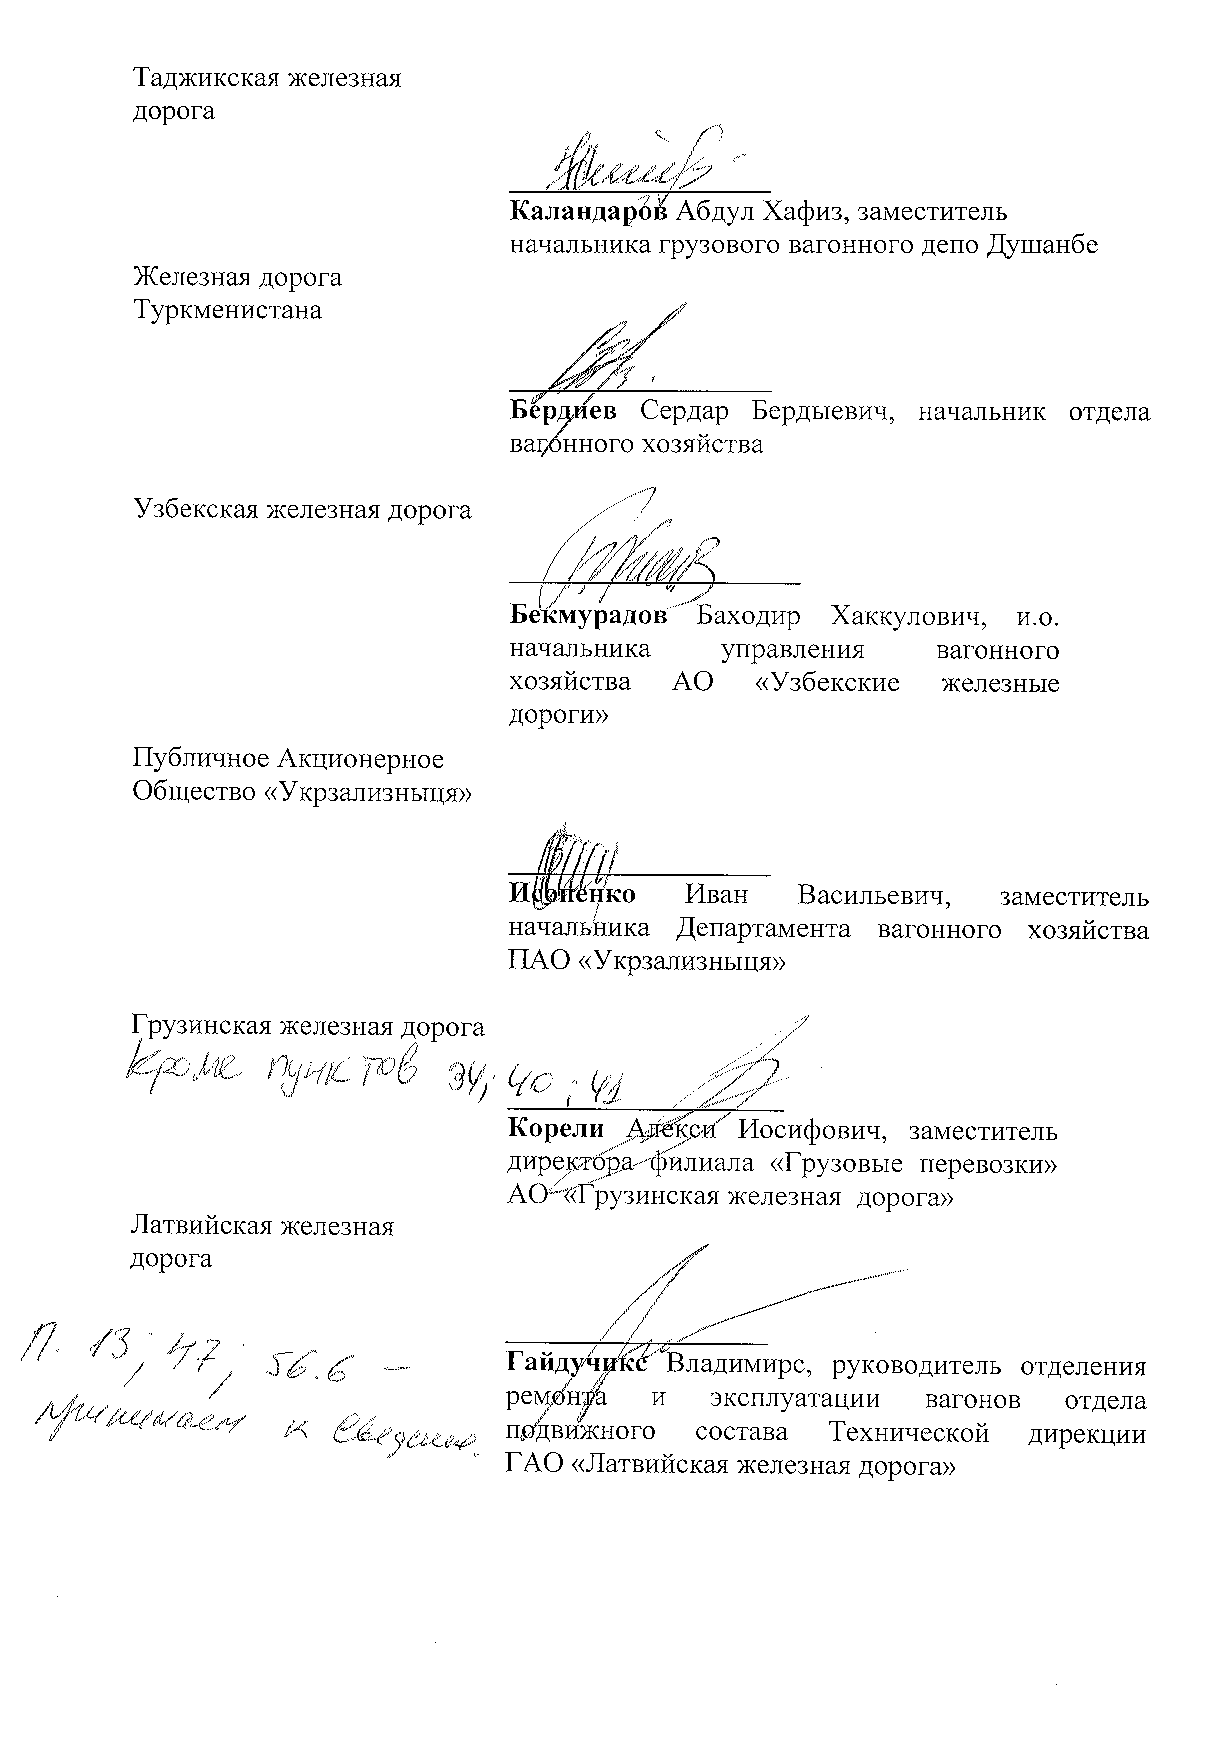 Таджикская железная
дорога
Каландаров Абдул Хафиз, заместитель
начальника грузового вагонного депо Душанбе
Железная дорога
Туркменистана
Бердиев Сердар Бердыевич, начальник отдела
вагонного хозяйства
Узбекская железная дорога
Бекмурадов Баходир Хаккулович, и.о.
начальника управления вагонного
хозяйства АО «Узбекские железные
дороги»
Публичное Акционерное
Общество «Укрзализныця»
Иван Васильевич, заместитель
начальника Департамента вагонного хозяйства
ПАО «Укрзализныця»
Грузинская железная дорога
кроме пунктов 34; 40; 41
Корели Алекси Иосифович, заместитель
директора филиала «Грузовые перевозки»
АО «Грузинская железная дорога»
Латвийская железная
дорога
П. 13; 47; 56.6 –
принимаем к сведению.
Гайдучикс Владимирс, руководитель отделения
ремонта и эксплуатации вагонов отдела
подвижного состава Технической дирекции
ГАО «Латвийская железная дорога»